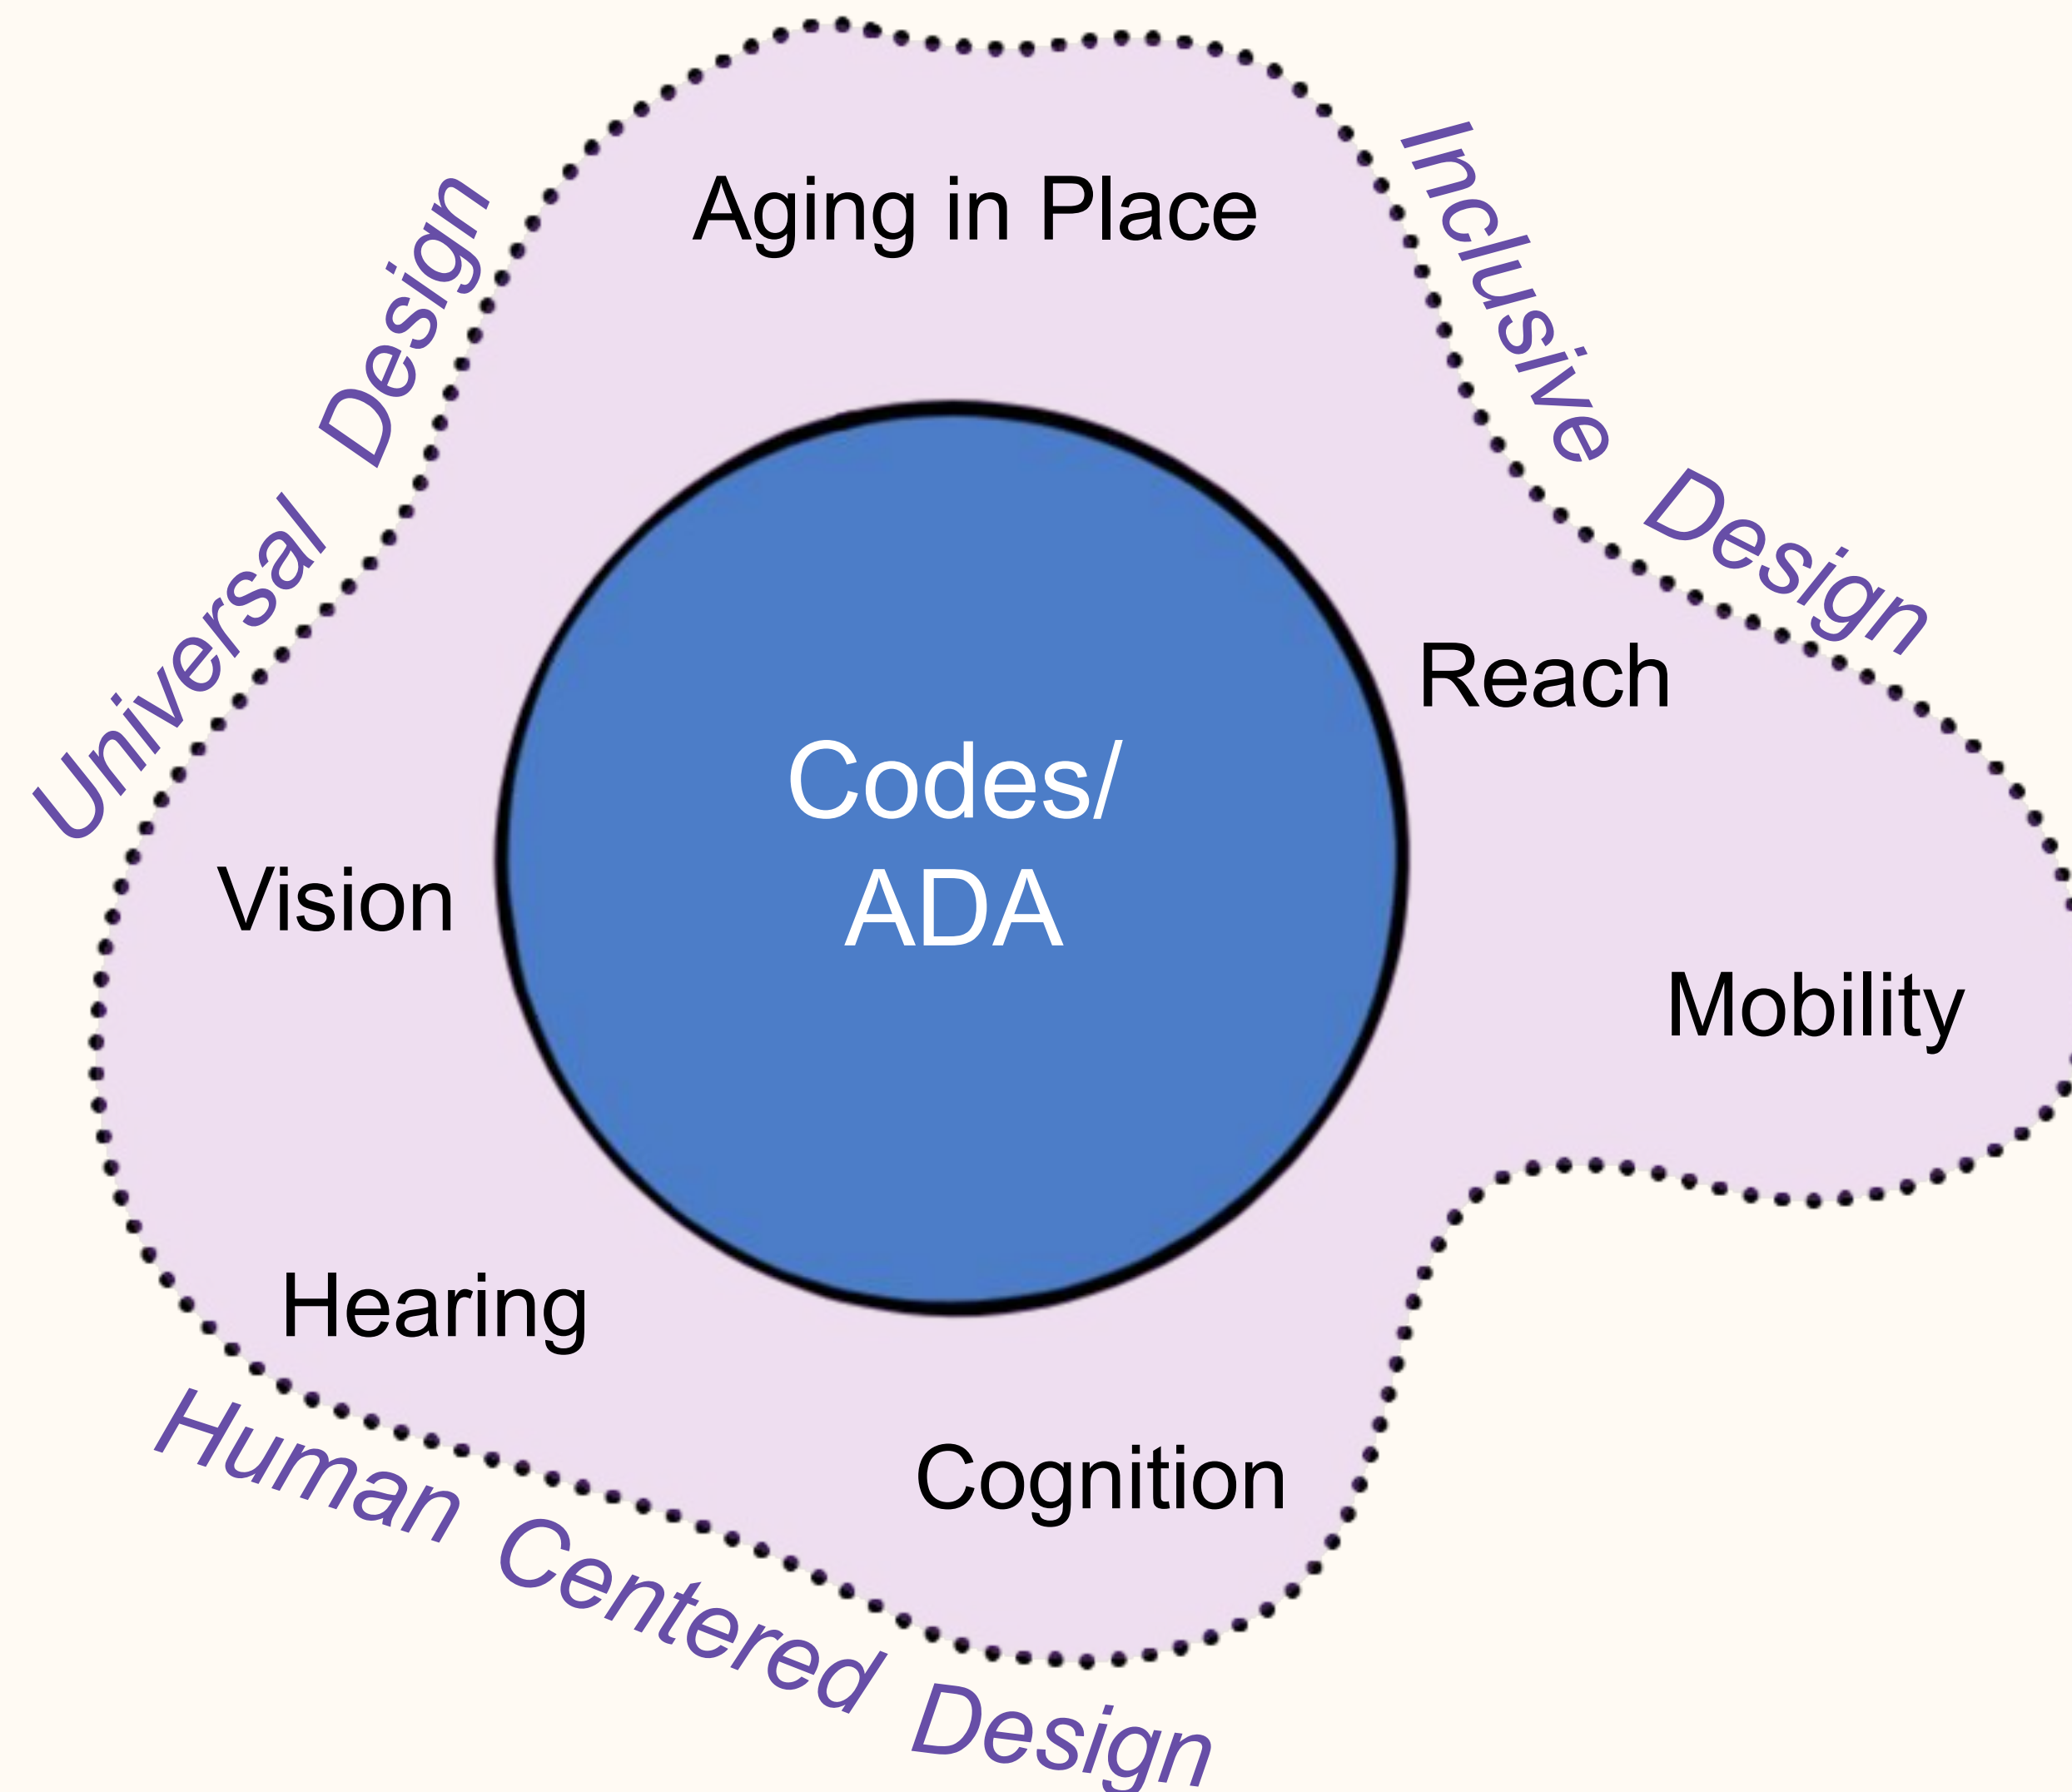 Aging in Place
Inclusive Design
Universal Design
Reach
Codes/
ADA
Vision
Mobility
Hearing
Cognition
Human Centered Design